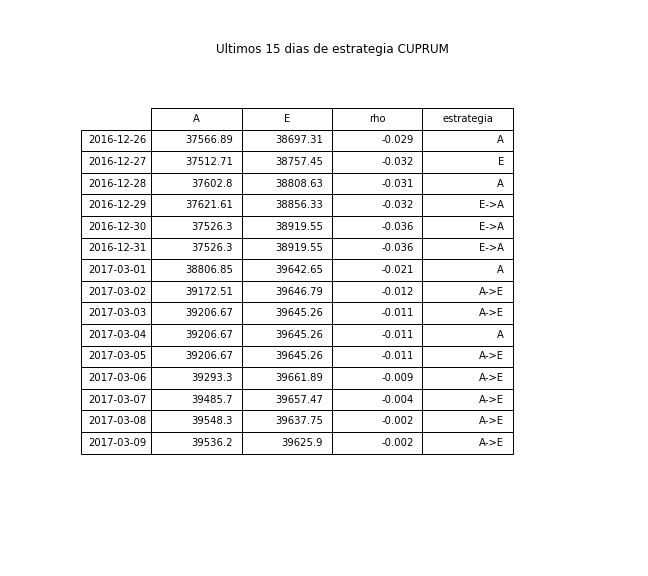 Ultimos 15 dias de estrategia CUPRUM
A E rho estrategia
2016-12-26 37566.89 38697.31 -0.029 A
2016-12-27 37512.71 38757.45 -0.032 E
2016-12-28 37602.8 38808.63 -0.031 A
2016-12-29 37621.61 38856.33 -0.032 E->A
2016-12-30 37526.3 38919.55 -0.036 E->A
2016-12-31 37526.3 38919.55 -0.036 E->A
2017-03-01 38806.85 39642.65 -0.021 A
2017-03-02 39172.51 39646.79 -0.012 A->E
2017-03-03 39206.67 39645.26 -0.011 A->E
2017-03-04 39206.67 39645.26 -0.011 A
2017-03-05 39206.67 39645.26 -0.011 A->E
2017-03-06 39293.3 39661.89 -0.009 A->E
2017-03-07 39485.7 39657.47 -0.004 A->E
2017-03-08 39548.3 39637.75 -0.002 A->E
2017-03-09 39536.2 39625.9 -0.002 A->E